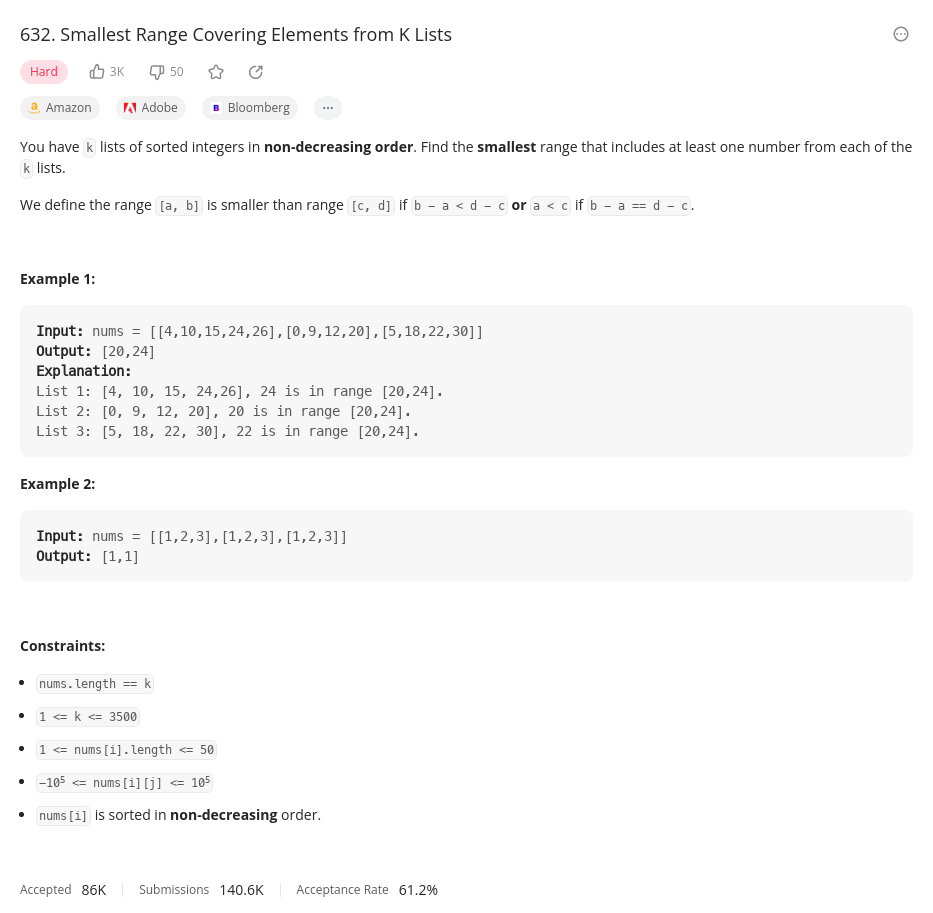 632. Smallest Range Covering Elements from K Lists
Hard 3K 50
Amazon Adobe Bloomberg ...
You have k lists of sorted integers in non-decreasing order. Find the smallest range that includes at least one number from each of the
k lists.
We define the range [a, b] is smaller than range [c, d] if b - a < d - c or a < c if b - a == d - c.
Example 1:
Input: nums = [[4,10,15,24,26],[0,9,12,20],[5,18,22,30]]
Output: [20,24]
Explanation:
List 1: [4, 10, 15, 24,26], 24 is in range [20,24].
List 2: [0, 9, 12, 20], 20 is in range [20,24].
List 3: [5, 18, 22, 30], 22 is in range [20,24].
Example 2:
Input: nums = [[1,2,3],[1,2,3],[1,2,3]]
Output: [1,1]
Constraints:
• nums.length == k
• 1 <= k <= 3500
• 1 <= nums[i].length <= 50
• -10⁵ <= nums[i][j] <= 10⁵
• nums[i] is sorted in non-decreasing order.
Accepted 86K Submissions 140.6K Acceptance Rate 61.2%